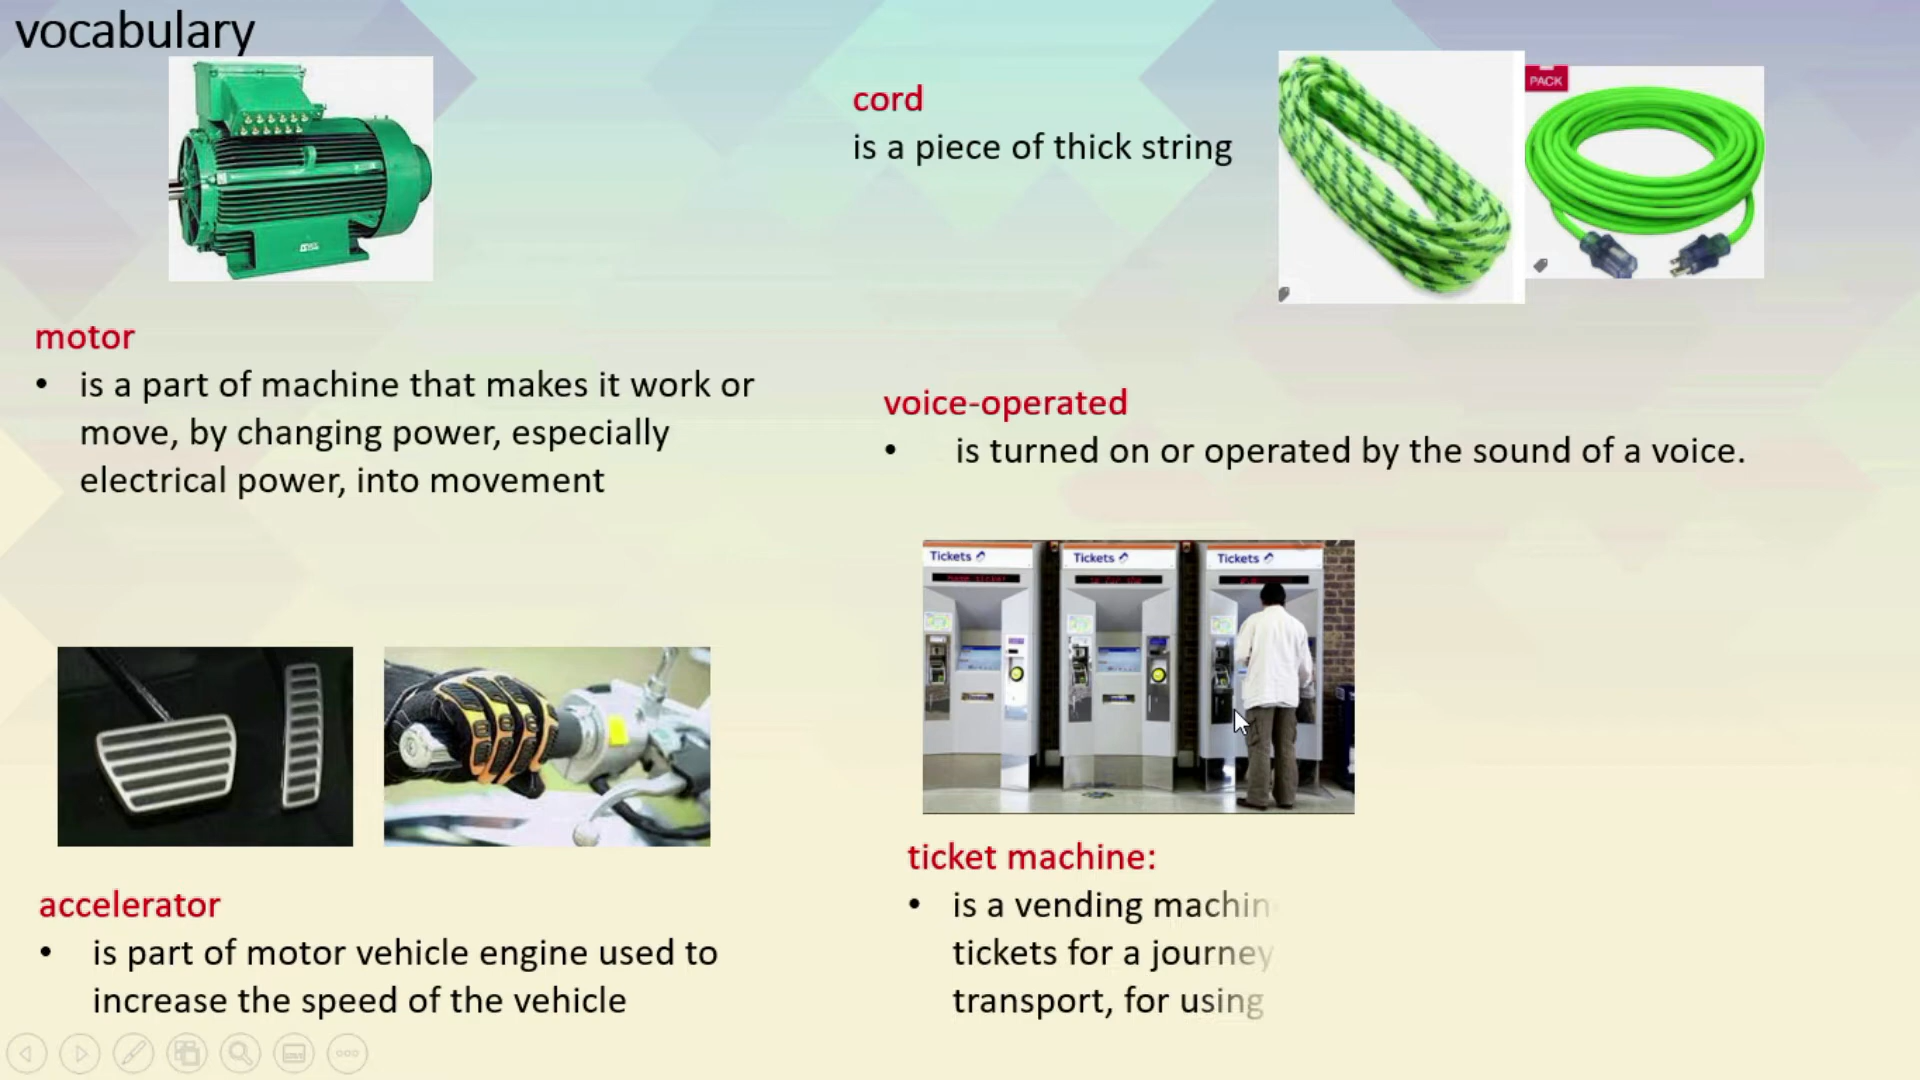 vocabulary
PACK
cord
is a piece of thick string
motor
• is a part of machine that makes it work or
move, by changing power, especially
electrical power, into movement
voice-operated
• is turned on or operated by the sound of a voice.
Tickets
Tickets
Tickets
accelerator
• is part of motor vehicle engine used to
increase the speed of the vehicle
ticket machine:
• is a vending machin
tickets for a journey
transport, for using